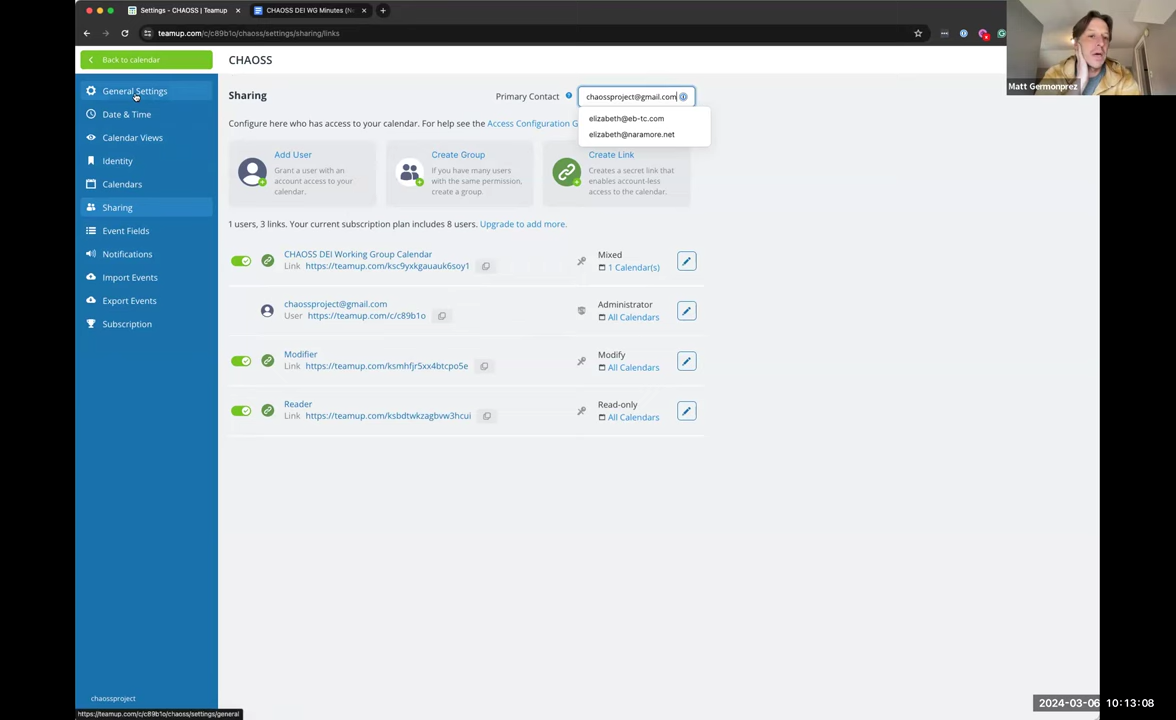 Settings - CHAOSS | Teamup
CHAOSS DEI WG Minutes (N
teamup.com/c/c89b1o/chaoss/settings/sharing/links
Back to calendar
CHAOSS
General Settings
Date & Time
Calendar Views
Identity
Calendars
Sharing
Event Fields
Notifications
Import Events
Export Events
Subscription
chaossproject
https://teamup.com/c/c89b1o/chaoss/settings/general
Sharing
Primary Contact
chaossproject@gmail.com
elizabeth@eb-tc.com
elizabeth@naramore.net
Configure here who has access to your calendar. For help see the Access Configuration G
Add User
Grant a user with an
account access to your
calendar.
Create Group
If you have many users
with the same permission,
create a group.
Create Link
Creates a secret link that
enables account-less
access to the calendar.
1 users, 3 links. Your current subscription plan includes 8 users. Upgrade to add more.
CHAOSS DEI Working Group Calendar
Link https://teamup.com/ksc9yxkgauauk6soy1
Mixed
1 Calendar(s)
chaossproject@gmail.com
User https://teamup.com/c/c89b1o
Administrator
All Calendars
Modifier
Link https://teamup.com/ksmhfjr5xx4btcpo5e
Modify
All Calendars
Reader
Link https://teamup.com/ksbdtwkzagbvw3hcui
Read-only
All Calendars
Matt Germonprez
2024-03-06 10:13:08